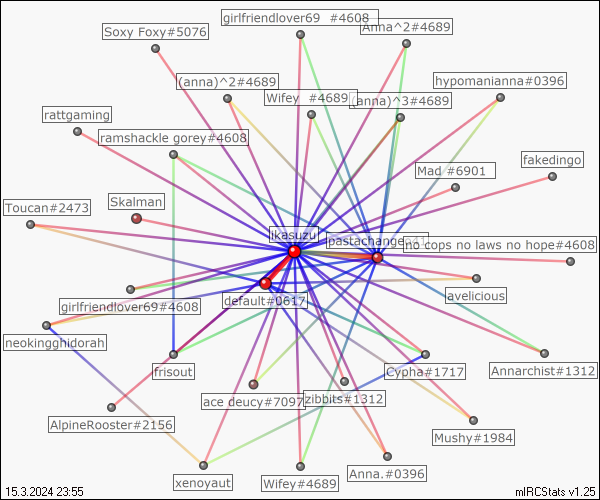 girlfriendlover69 #4608
Anna^2#4689
Soxy Foxy#5076
(anna)^2#4689
hypomanianna#0396
Wifey #4689
(anna)^3#4689
rattgaming
ramshackle gorey#4608
fakedingo
Mad #6901
Skalman
Toucan#2473
ikasuzu
no cops no laws no hope#4608
avelicious
default#0617
girlfriendlover69#4608
neokingghidorah
frisout
Cypha#1717
Annarchist#1312
ace deucy#7097
zibbits#1312
AlpineRooster#2156
Mushy#1984
Anna.#0396
xenoyaut
Wifey#4689
15.3.2024 23:55
mIRCStats v1.25